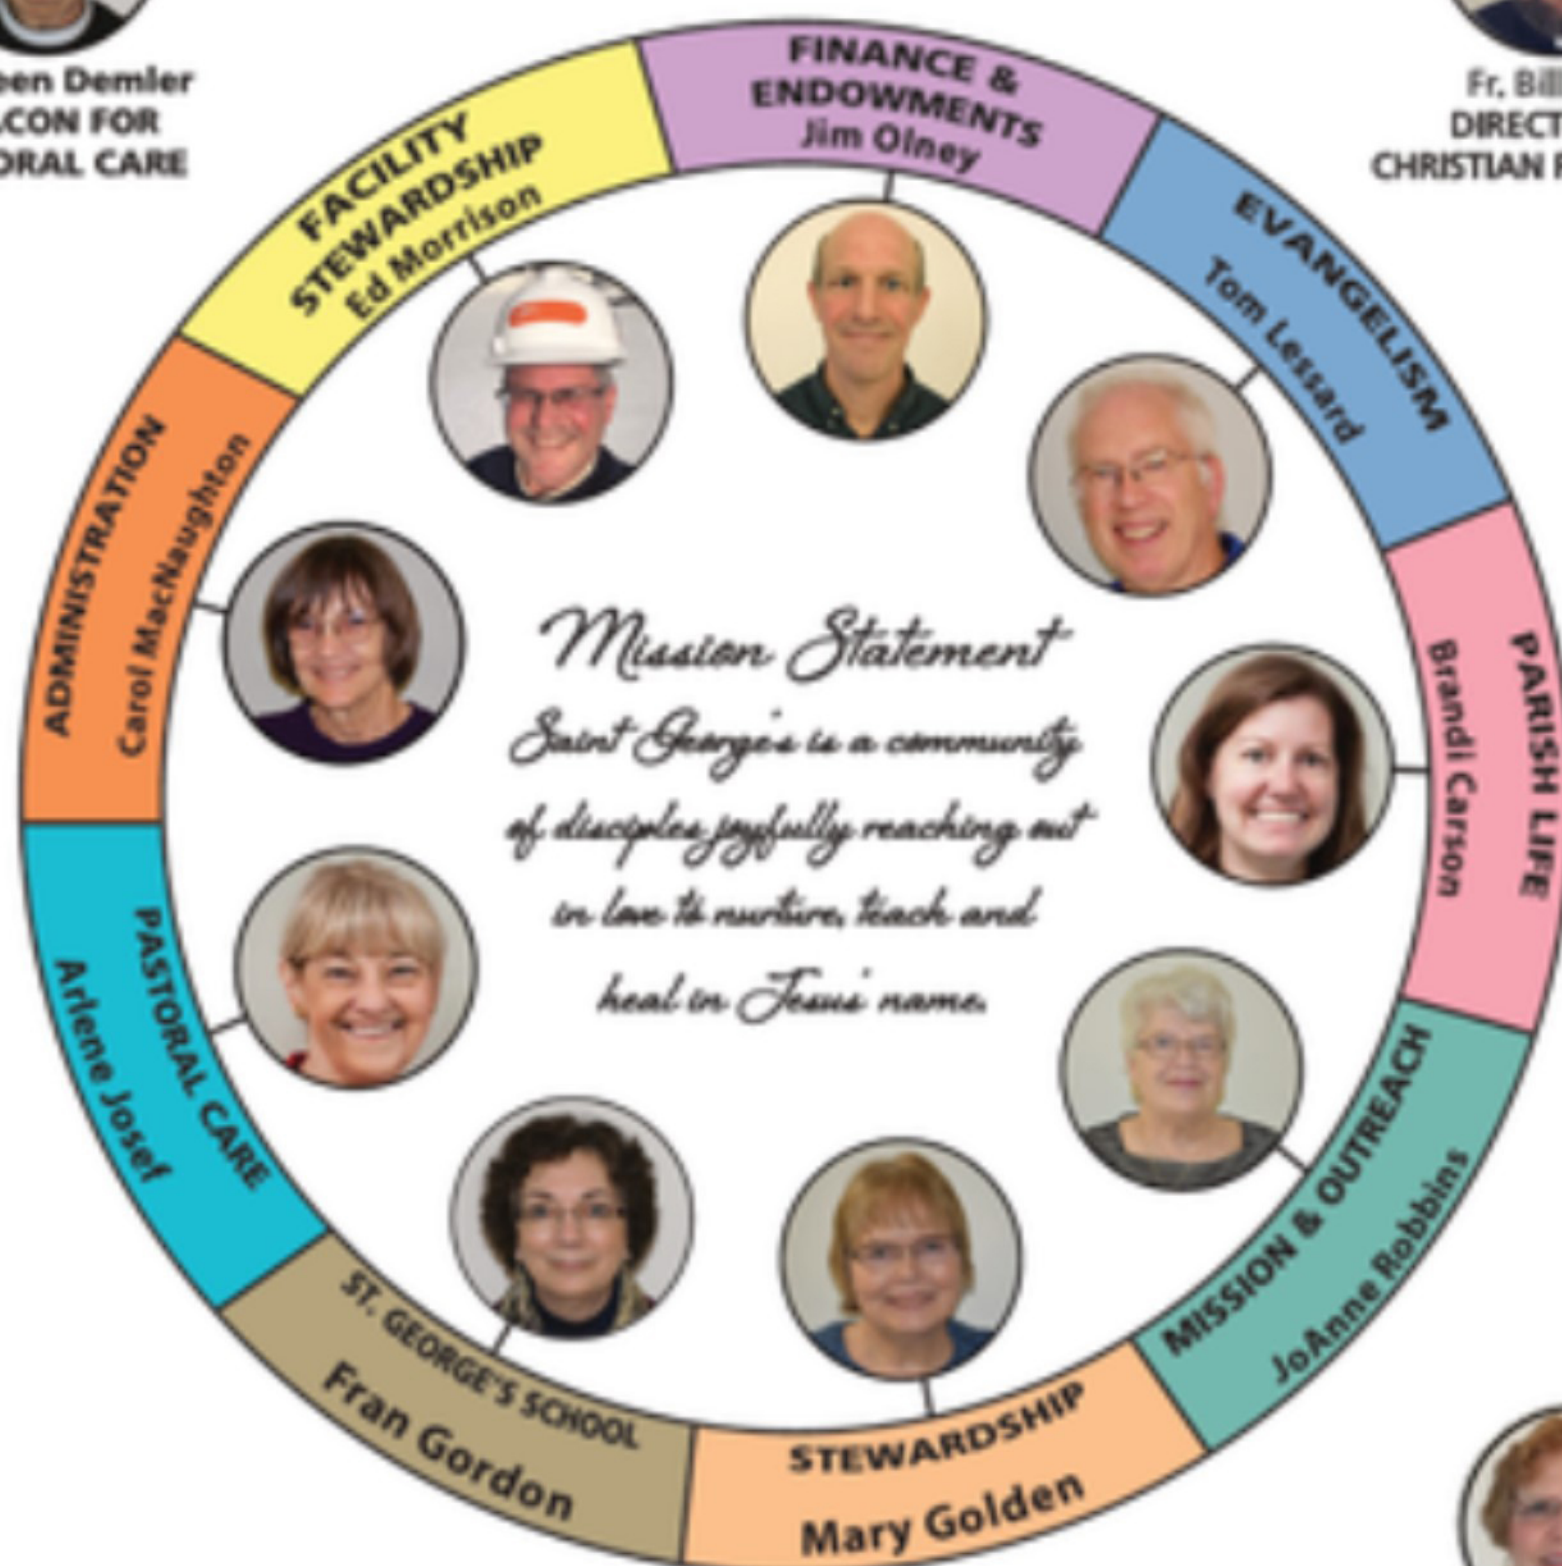 een Demler
CON FOR
ORAL CARE
Fr. Bill
DIRECT
CHRISTIAN
FINANCE &
ENDOWMENTS
Jim Olney
EVANGELISM
Tom Lessard
PARISH LIFE
Brandi Carson
MISSION & OUTREACH
JoAnne Robbins
STEWARDSHIP
Mary Golden
ST. GEORGE'S SCHOOL
Fran Gordon
PASTORAL CARE
Arlene Josef
ADMINISTRATION
Carol MacNaughton
FACILITY
STEWARDSHIP
Ed Morrison
Mission Statement
Saint George's is a community
of disciples joyfully reaching out
in love to nurture, teach and
heal in Jesus' name.